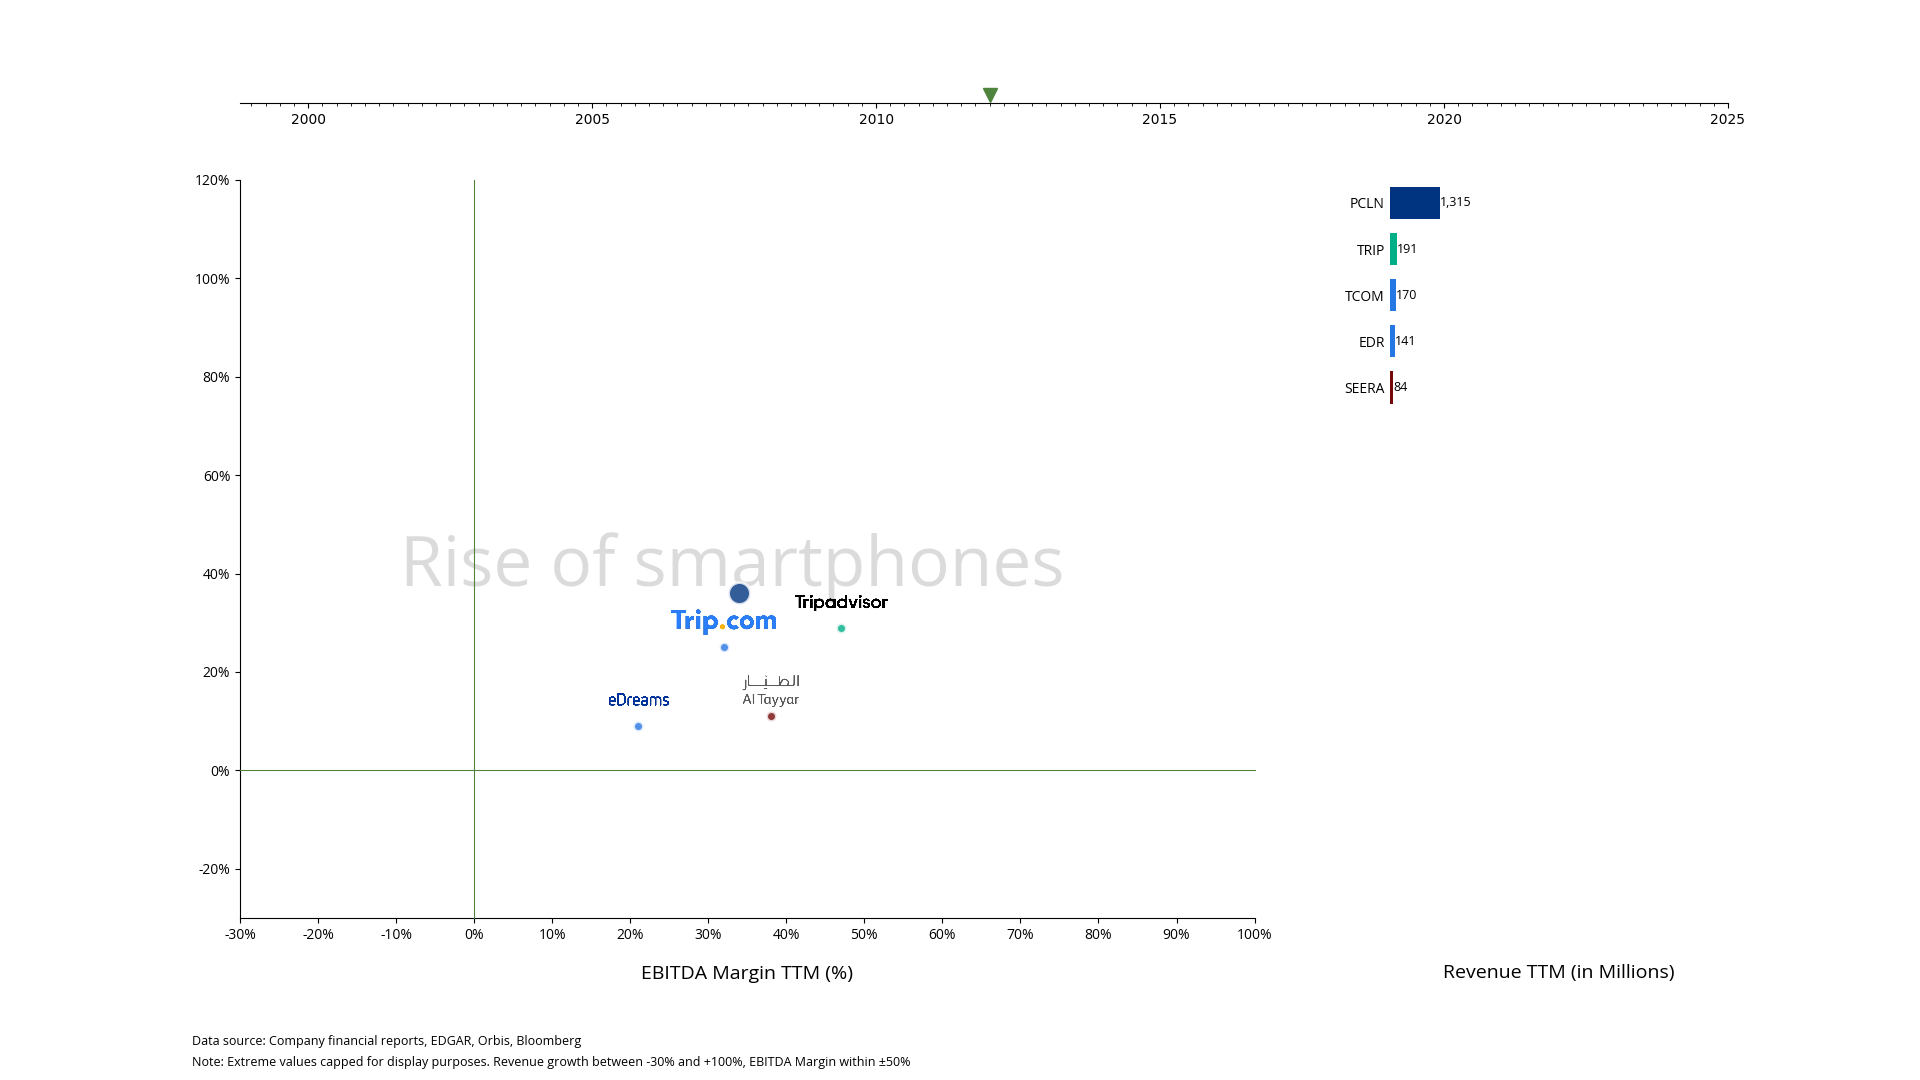 2000 2005 2010 2015 2020 2025
120%
100%
80%
60%
40%
20%
0%
-20%
Rise of smartphones
Trip.com
Tripadvisor
eDreams
الطيار
Al Tayyar
-30% -20% -10% 0% 10% 20% 30% 40% 50% 60% 70% 80% 90% 100%
EBITDA Margin TTM (%)
PCLN 1,315
TRIP 191
TCOM 170
EDR 141
SEERA 84
Revenue TTM (in Millions)
Data source: Company financial reports, EDGAR, Orbis, Bloomberg
Note: Extreme values capped for display purposes. Revenue growth between -30% and +100%, EBITDA Margin within ±50%